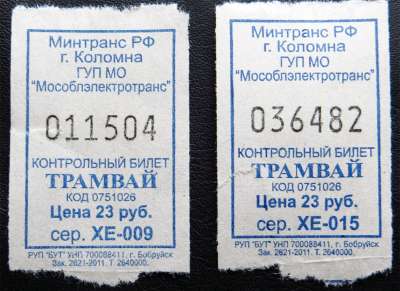 Минтранс РФ
г. Коломна
ГУП МО
"Мособлэлектротранс"
011504
КОНТРОЛЬНЫЙ БИЛЕТ
ТРАМВАЙ
КОД 0751026
Цена 23 руб.
сер. ХЕ-009
РУП "БУТ" УНП 700088411, г. Бобруйск
Зак. 2621-2011. Т. 2640000.
Минтранс РФ
г. Коломна
ГУП МО
"Мособлэлектротранс"
036482
КОНТРОЛЬНЫЙ БИЛЕТ
ТРАМВАЙ
КОД 0751026
Цена 23 руб.
сер. ХЕ-015
РУП "БУТ" УНП 700088411, г. Бобруйск
Зак. 2621-2011. Т. 2640000.